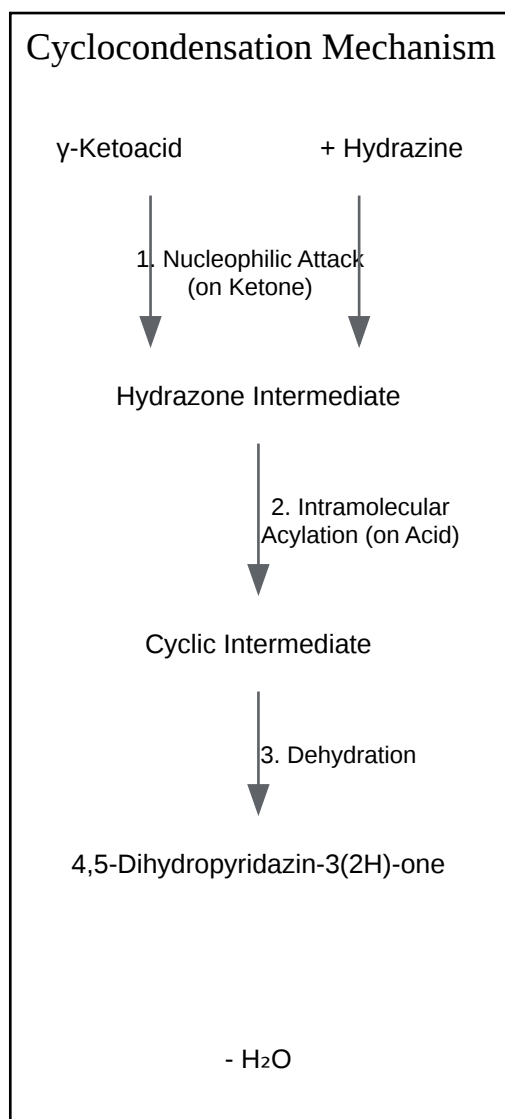 Cyclocondensation Mechanism
γ-Ketoacid
+ Hydrazine
1. Nucleophilic Attack
(on Ketone)
Hydrazone Intermediate
2. Intramolecular
Acylation (on Acid)
Cyclic Intermediate
3. Dehydration
4,5-Dihydropyridazin-3(2H)-one
- H₂O